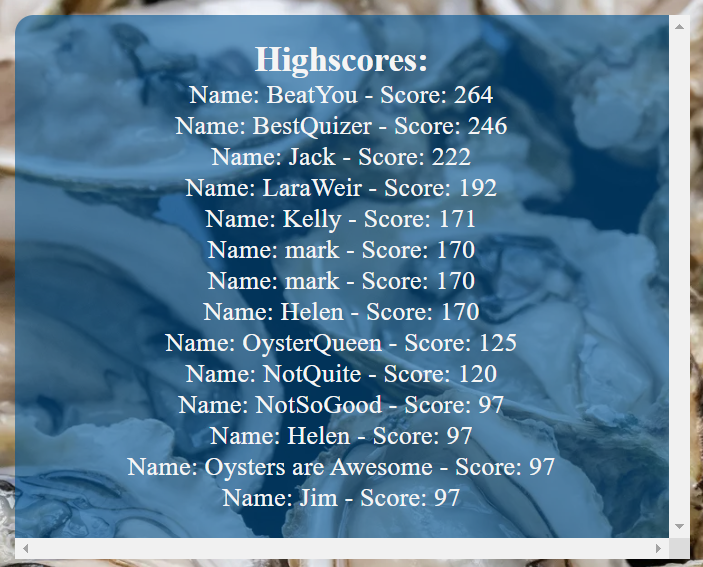 Highscores:
Name: BeatYou - Score: 264
Name: BestQuizer - Score: 246
Name: Jack - Score: 222
Name: LaraWeir - Score: 192
Name: Kelly - Score: 171
Name: mark - Score: 170
Name: mark - Score: 170
Name: Helen - Score: 170
Name: OysterQueen - Score: 125
Name: NotQuite - Score: 120
Name: NotSoGood - Score: 97
Name: Helen - Score: 97
Name: Oysters are Awesome - Score: 97
Name: Jim - Score: 97